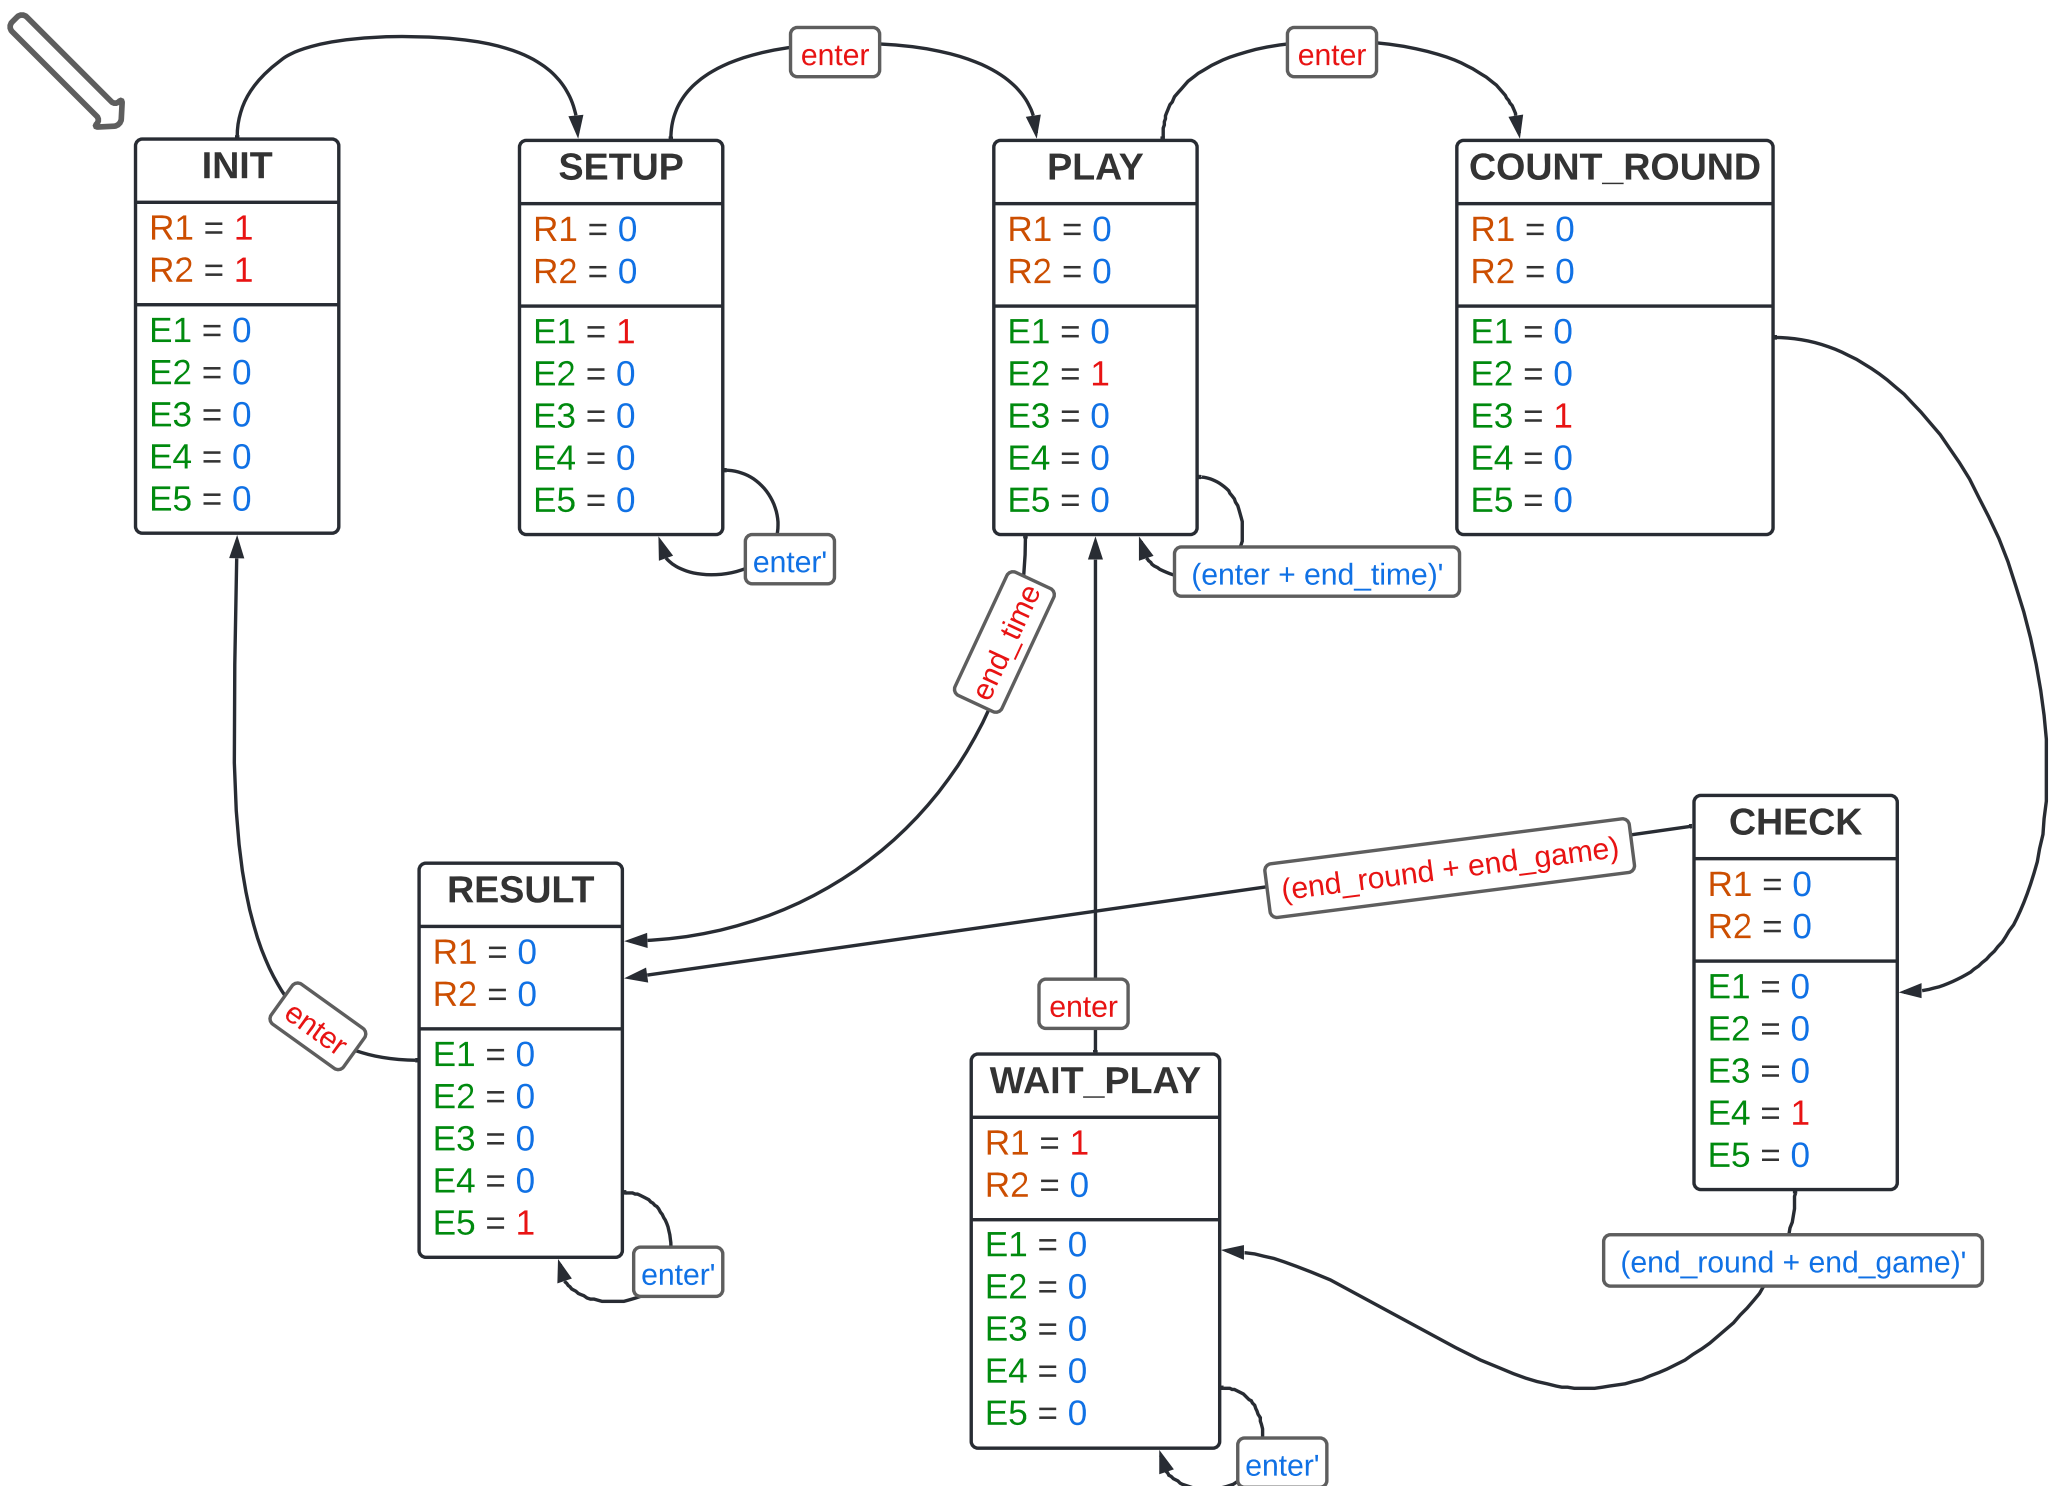 enter
enter
INIT
R1 = 1
R2 = 1
E1 = 0
E2 = 0
E3 = 0
E4 = 0
E5 = 0
SETUP
R1 = 0
R2 = 0
E1 = 1
E2 = 0
E3 = 0
E4 = 0
E5 = 0
enter'
PLAY
R1 = 0
R2 = 0
E1 = 0
E2 = 1
E3 = 0
E4 = 0
E5 = 0
(enter + end_time)'
COUNT_ROUND
R1 = 0
R2 = 0
E1 = 0
E2 = 0
E3 = 1
E4 = 0
E5 = 0
end_time
(end_round + end_game)
CHECK
R1 = 0
R2 = 0
E1 = 0
E2 = 0
E3 = 0
E4 = 1
E5 = 0
(end_round + end_game)'
RESULT
R1 = 0
R2 = 0
E1 = 0
E2 = 0
E3 = 0
E4 = 0
E5 = 1
enter
enter'
enter
WAIT_PLAY
R1 = 1
R2 = 0
E1 = 0
E2 = 0
E3 = 0
E4 = 0
E5 = 0
enter'